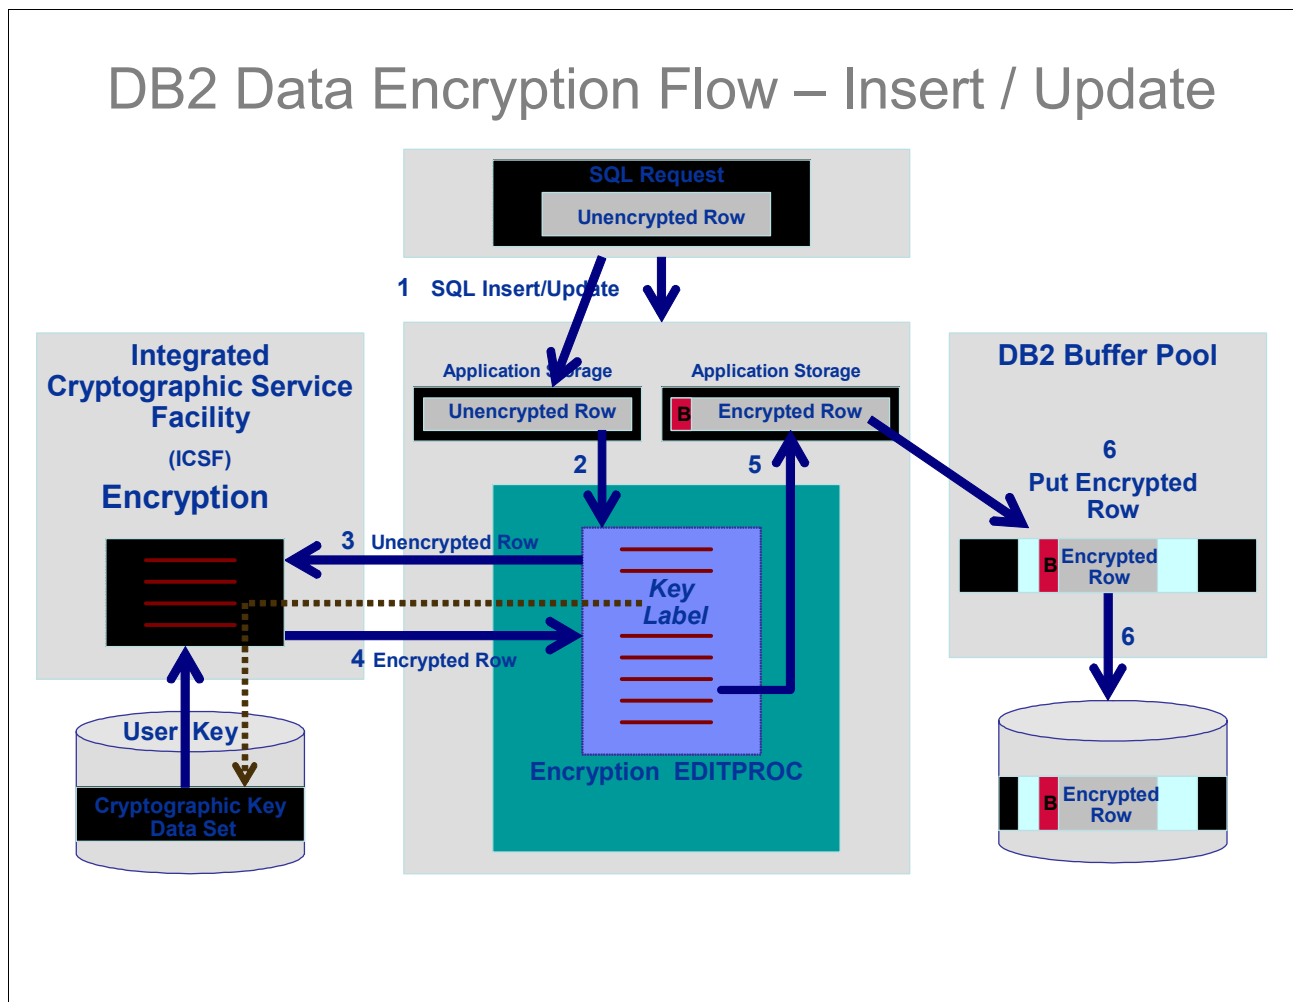 DB2 Data Encryption Flow – Insert / Update
SQL Request
Unencrypted Row
1 SQL Insert/Update
Integrated
Cryptographic Service
Facility
(ICSF)
Encryption
Application Storage
Unencrypted Row
Application Storage
B Encrypted Row
DB2 Buffer Pool
6
Put Encrypted
Row
B Encrypted
Row
2
5
3 Unencrypted Row
Key
Label
4 Encrypted Row
6
User Key
Cryptographic Key
Data Set
Encryption EDITPROC
B Encrypted
Row